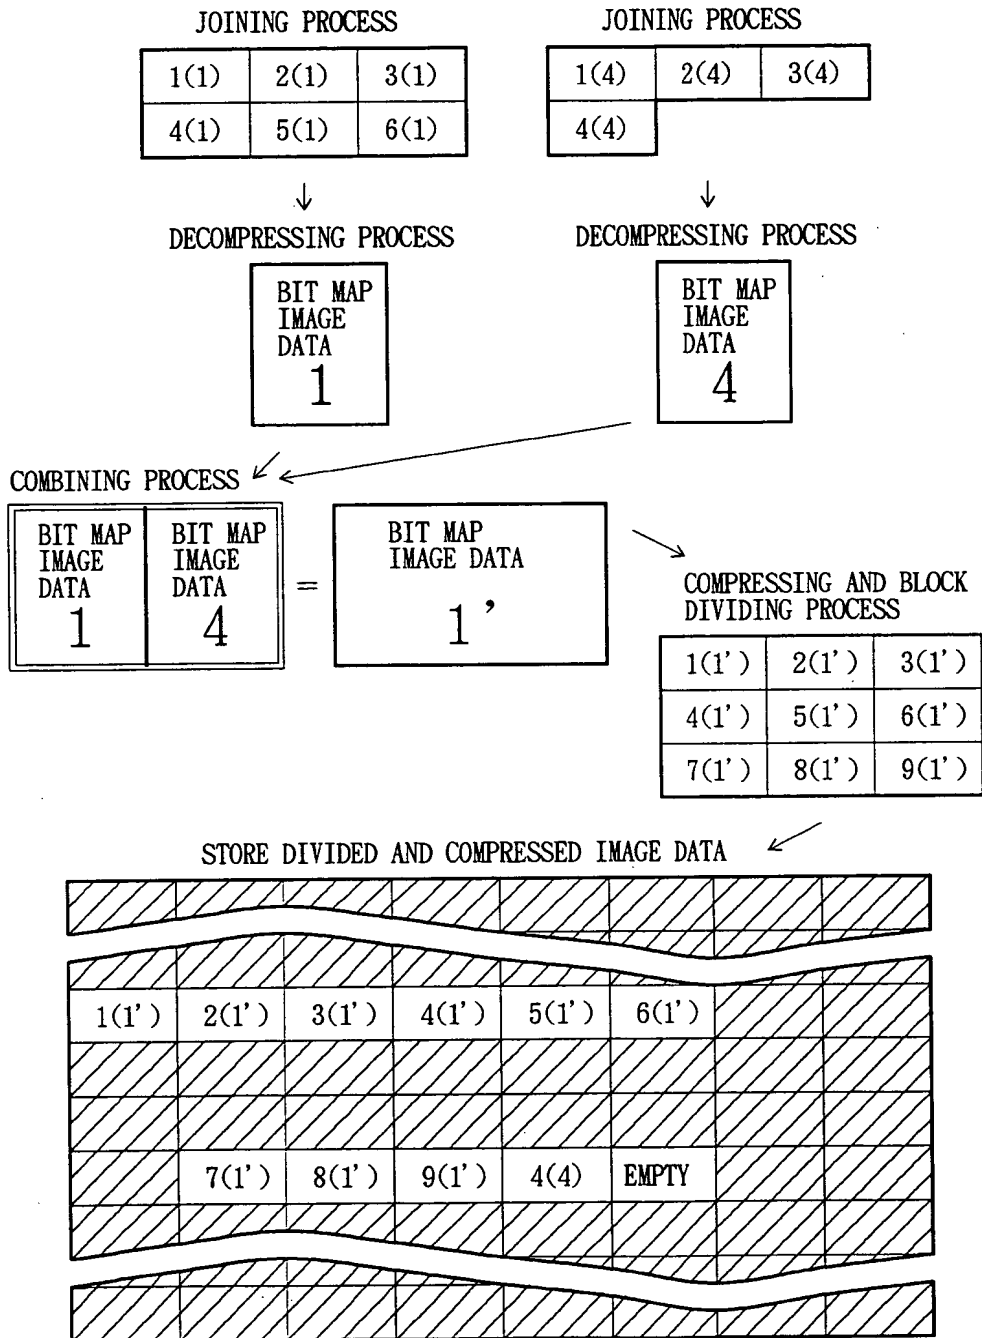 JOINING PROCESS
JOINING PROCESS
1(1) 2(1) 3(1)
4(1) 5(1) 6(1)
1(4) 2(4) 3(4)
4(4)
DECOMPRESSING PROCESS
DECOMPRESSING PROCESS
BIT MAP
IMAGE
DATA
1
BIT MAP
IMAGE
DATA
4
COMBINING PROCESS
BIT MAP
IMAGE
DATA
1
BIT MAP
IMAGE
DATA
4
=
BIT MAP
IMAGE DATA
1'
COMPRESSING AND BLOCK
DIVIDING PROCESS
1(1') 2(1') 3(1')
4(1') 5(1') 6(1')
7(1') 8(1') 9(1')
STORE DIVIDED AND COMPRESSED IMAGE DATA
1(1') 2(1') 3(1') 4(1') 5(1') 6(1')
7(1') 8(1') 9(1') 4(4) EMPTY